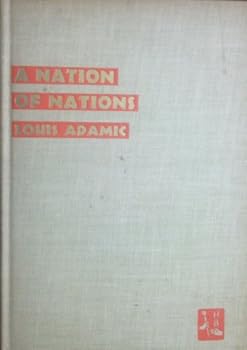 A NATION
OF NATIONS
LOUIS ADAMIC
H B